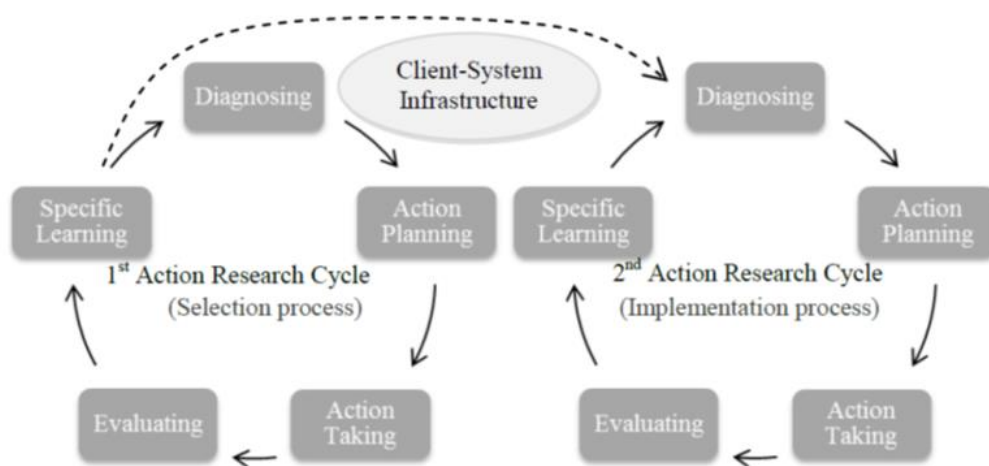 Client-System
Infrastructure
Diagnosing
Diagnosing
Specific
Learning
Action
Planning
Specific
Learning
Action
Planning
1st Action Research Cycle
(Selection process)
2nd Action Research Cycle
(Implementation process)
Evaluating
Action
Taking
Evaluating
Action
Taking